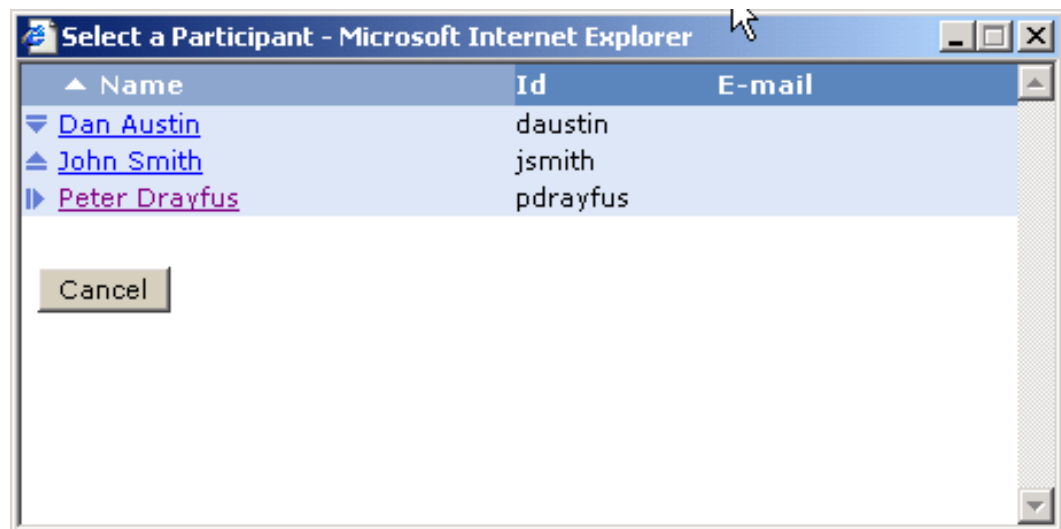 Select a Participant - Microsoft Internet Explorer
Name Id E-mail
Dan Austin daustin
John Smith jsmith
Peter Drayfus pdrayfus
Cancel